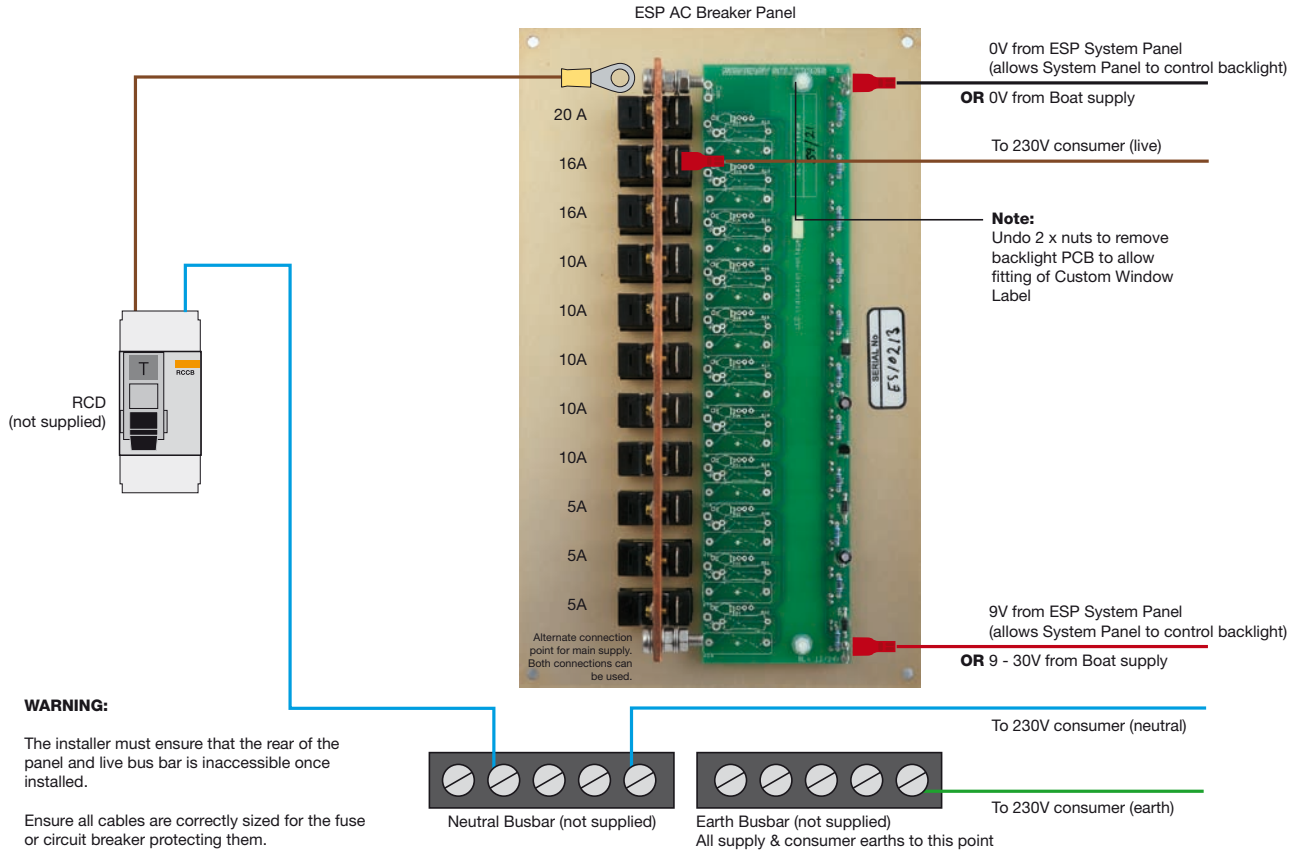 ESP AC Breaker Panel
0V from ESP System Panel
(allows System Panel to control backlight)
OR 0V from Boat supply
20 A
To 230V consumer (live)
16A
59/21
16A
Note:
Undo 2 x nuts to remove
backlight PCB to allow
fitting of Custom Window
Label
10A
10A
10A
10A
10A
5A
5A
5A
SERIAL No
ES10213
T
RCCB
RCD
(not supplied)
Alternate connection
point for main supply.
Both connections can
be used.
9V from ESP System Panel
(allows System Panel to control backlight)
OR 9 - 30V from Boat supply
WARNING:
The installer must ensure that the rear of the
panel and live bus bar is inaccessible once
installed.
Ensure all cables are correctly sized for the fuse
or circuit breaker protecting them.
To 230V consumer (neutral)
Neutral Busbar (not supplied)
To 230V consumer (earth)
Earth Busbar (not supplied)
All supply & consumer earths to this point